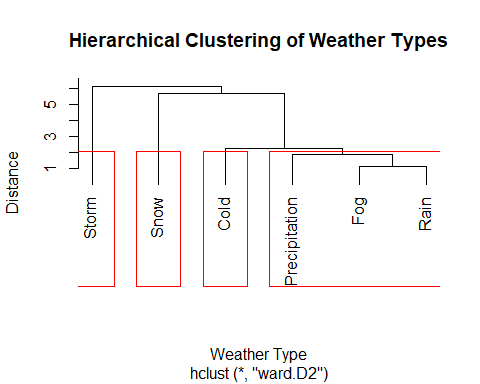 Hierarchical Clustering of Weather Types
Distance
5
3
1
Storm
Snow
Cold
Precipitation
Fog
Rain
Weather Type
hclust (*, "ward.D2")